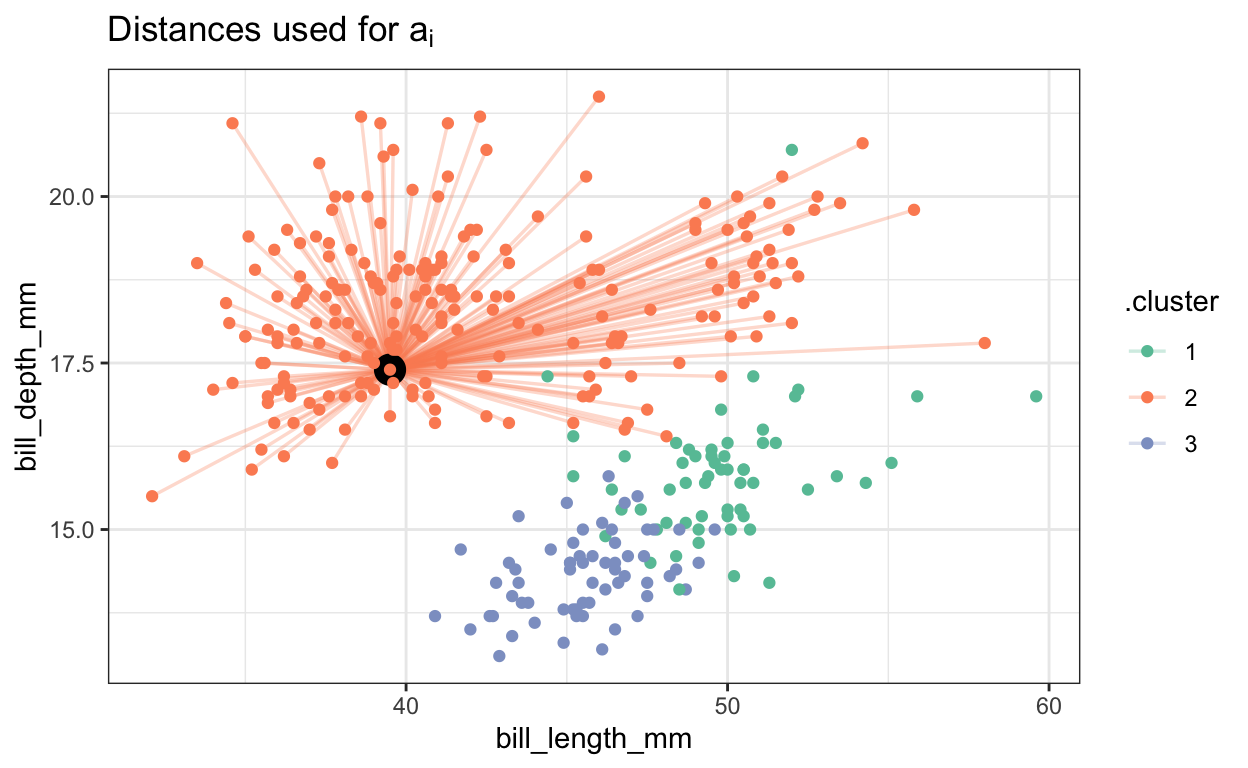 Distances used for aᵢ
20.0
17.5
15.0
bill_depth_mm
40 50 60
bill_length_mm
.cluster
1
2
3